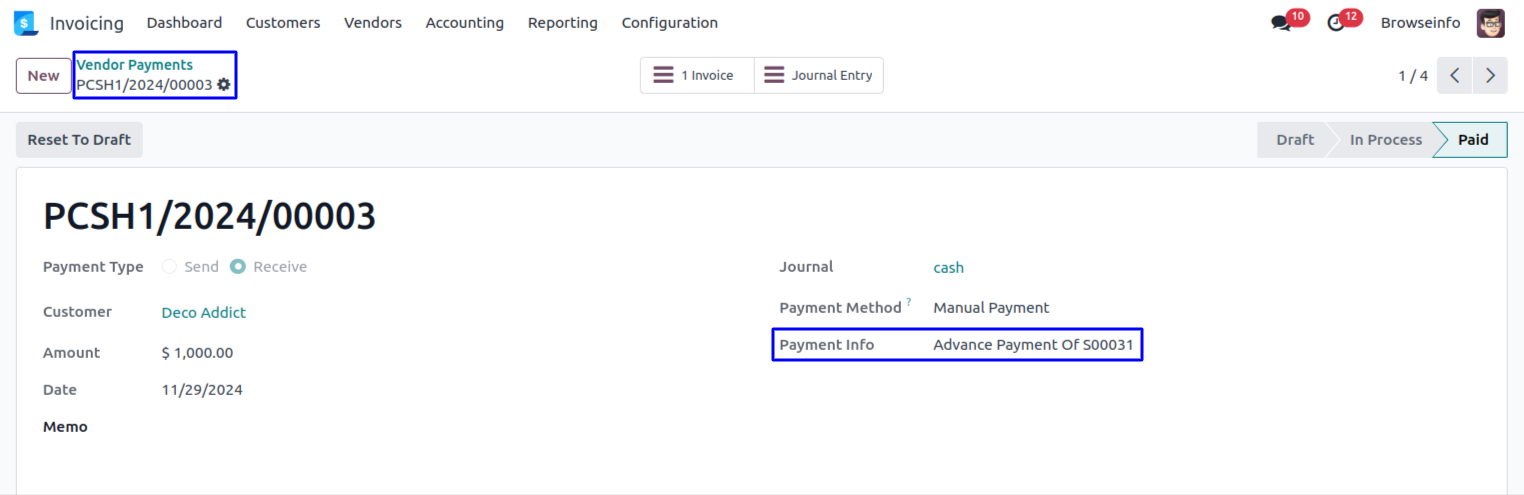 $ Invoicing Dashboard Customers Vendors Accounting Reporting Configuration 10 12 Browseinfo
New Vendor Payments
PCSH1/2024/00003
1 Invoice Journal Entry 1 / 4
Reset To Draft Draft In Process Paid
PCSH1/2024/00003
Payment Type Send Receive Journal cash
Customer Deco Addict Payment Method ? Manual Payment
Payment Info Advance Payment Of S00031
Amount $ 1,000.00
Date 11/29/2024
Memo